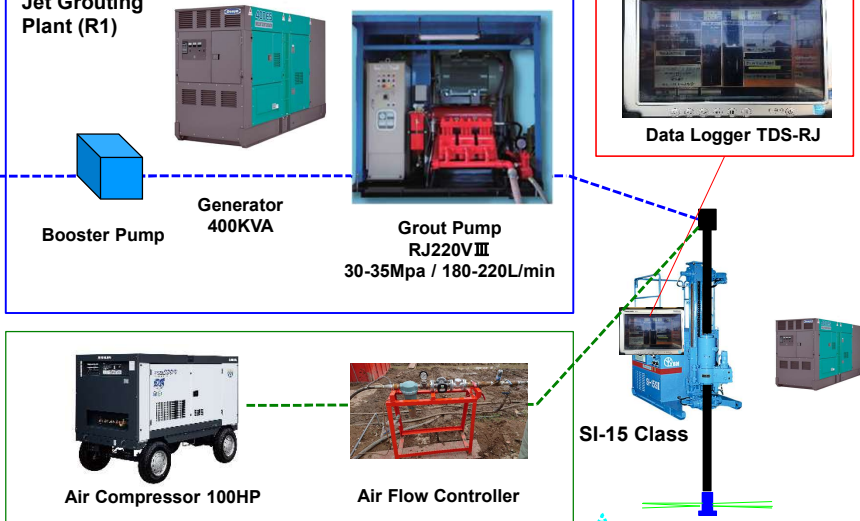 Jet Grouting
Plant (R1)
Data Logger TDS-RJ
Generator
400KVA
Booster Pump
Grout Pump
RJ220VⅢ
30-35Mpa / 180-220L/min
SI-15 Class
Air Compressor 100HP
Air Flow Controller